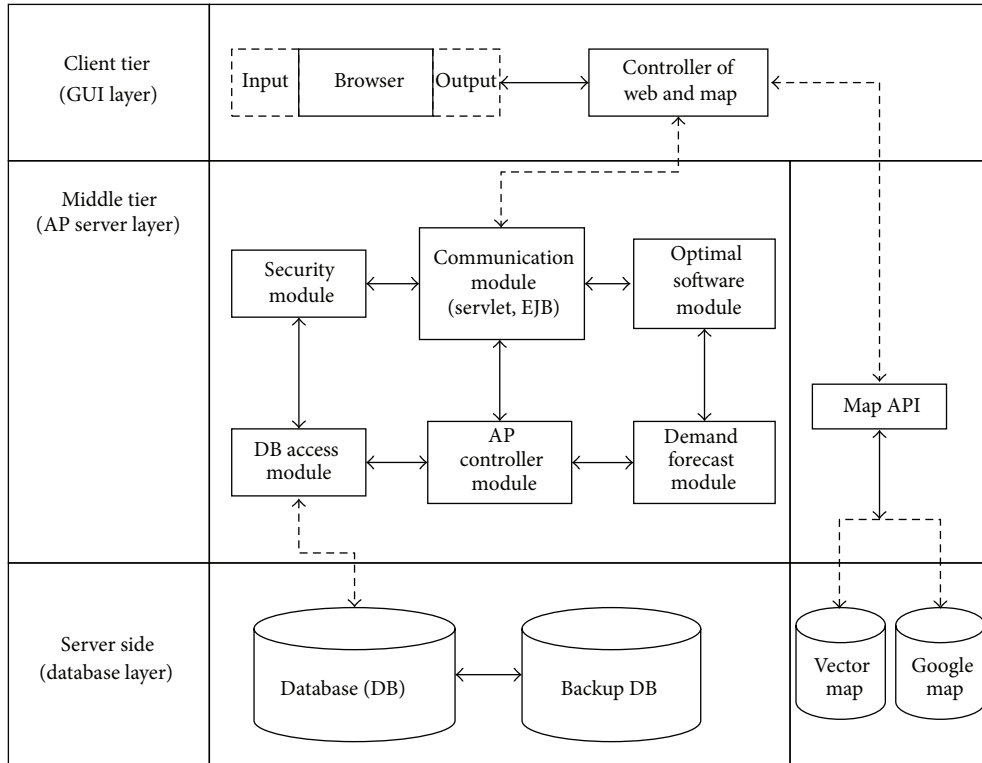 Client tier
(GUI layer)
Input
Browser
Output
Controller of
web and map
Middle tier
(AP server layer)
Security
module
Communication
module
(servlet, EJB)
Optimal
software
module
Map API
DB access
module
AP
controller
module
Demand
forecast module
Server side
(database layer)
Database (DB)
Backup DB
Vector
map
Google
map